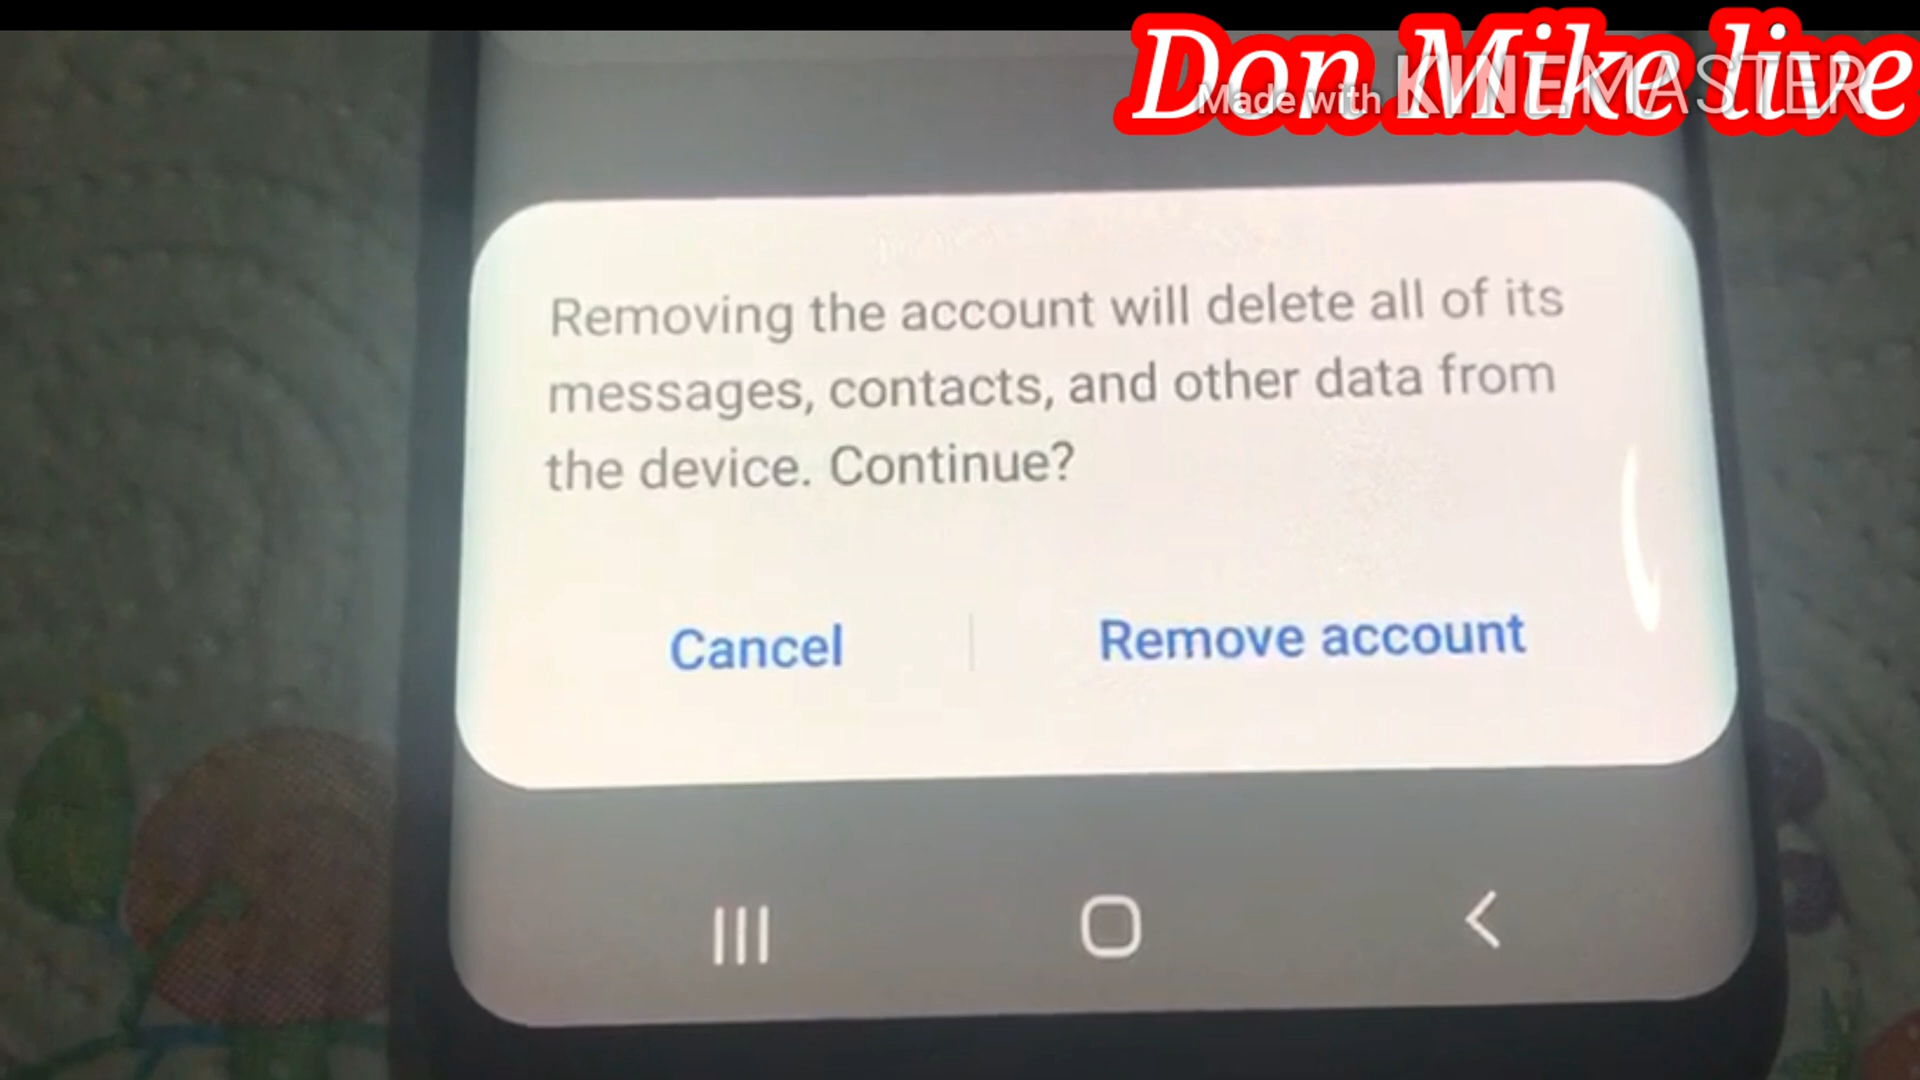 Don Mike live
Made with KINEMASTER
Removing the account will delete all of its
messages, contacts, and other data from
the device. Continue?
Cancel
Remove account